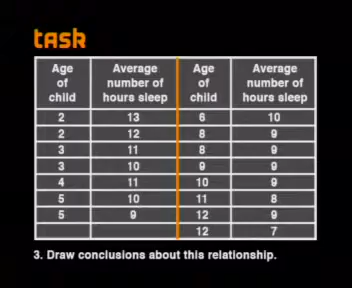 task
Age of child Average number of hours sleep Age of child Average number of hours sleep
2 13 6 10
2 12 8 9
3 11 8 9
3 10 9 9
4 11 10 9
5 10 11 8
5 9 12 9
12 7
3. Draw conclusions about this relationship.